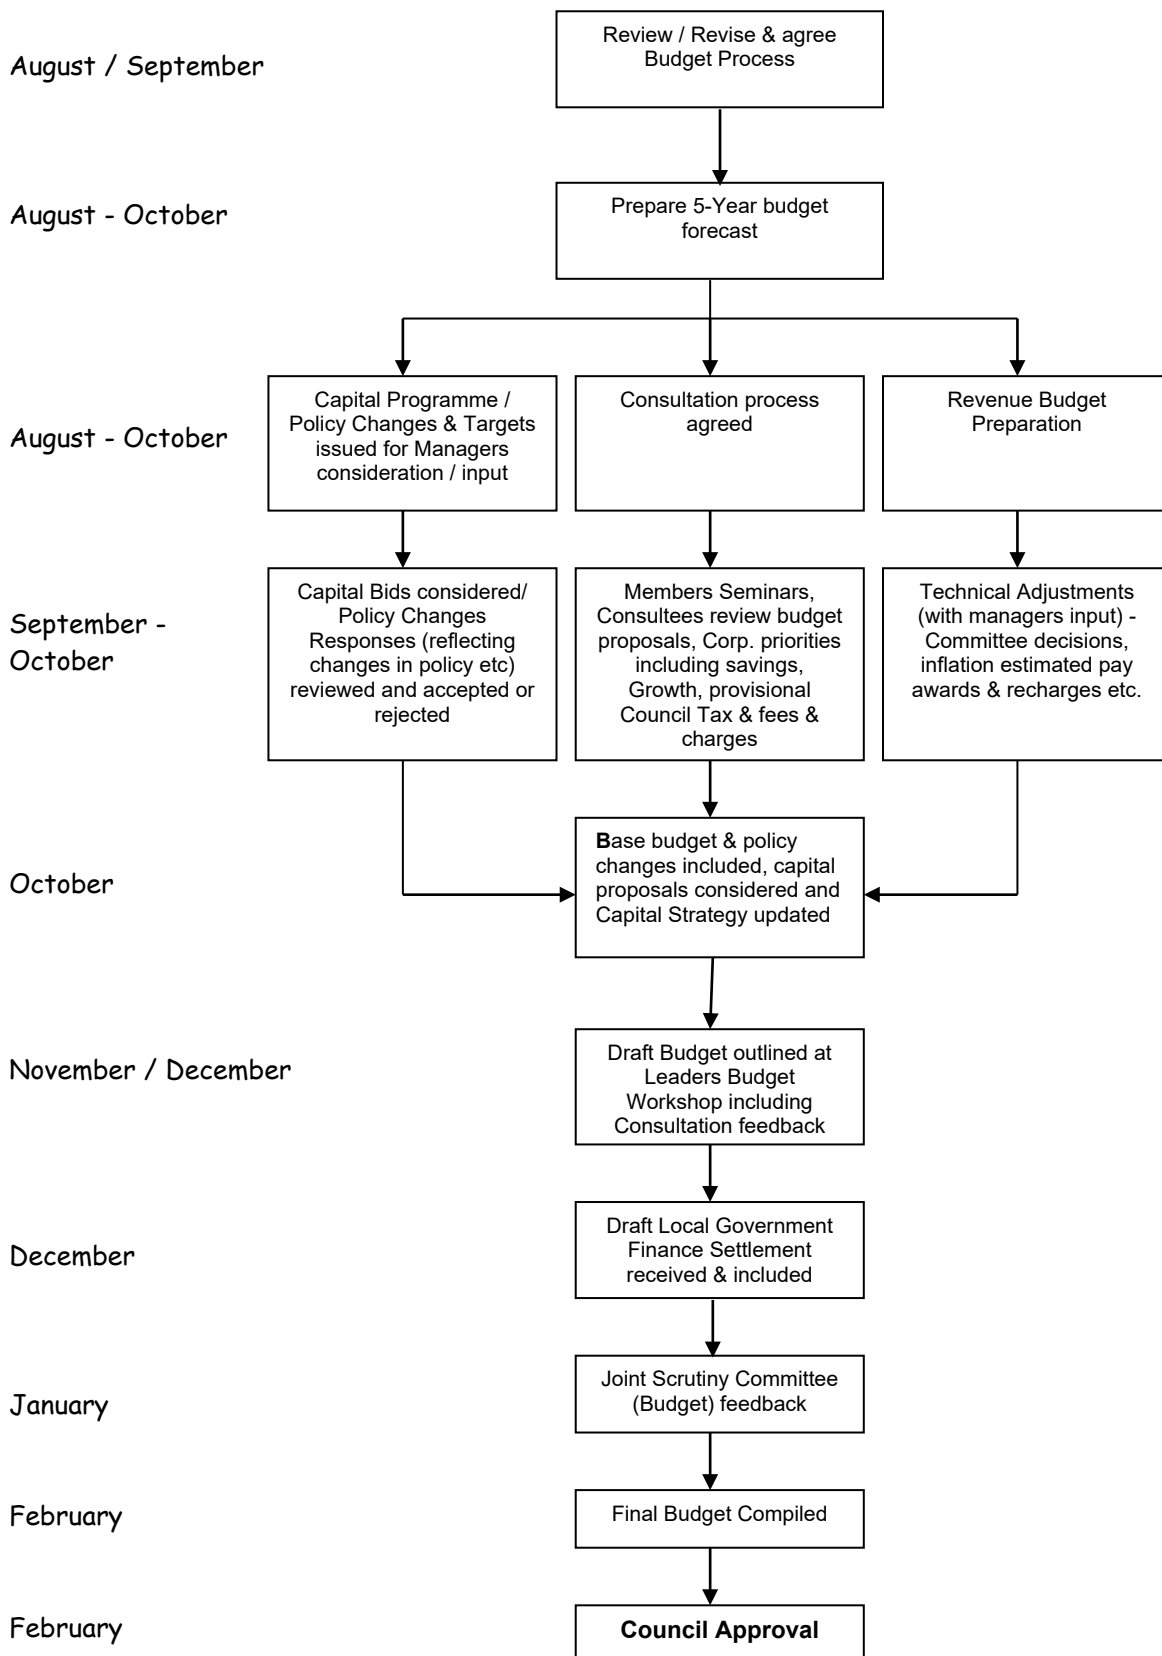 August / September
Review / Revise & agree
Budget Process
August - October
Prepare 5-Year budget
forecast
August - October
Capital Programme /
Policy Changes & Targets
issued for Managers
consideration / input
Consultation process
agreed
Revenue Budget
Preparation
September -
October
Capital Bids considered/
Policy Changes
Responses (reflecting
changes in policy etc)
reviewed and accepted or
rejected
Members Seminars,
Consultees review budget
proposals, Corp. priorities
including savings,
Growth, provisional
Council Tax & fees &
charges
Technical Adjustments
(with managers input) -
Committee decisions,
inflation estimated pay
awards & recharges etc.
October
Base budget & policy
changes included, capital
proposals considered and
Capital Strategy updated
November / December
Draft Budget outlined at
Leaders Budget
Workshop including
Consultation feedback
December
Draft Local Government
Finance Settlement
received & included
January
Joint Scrutiny Committee
(Budget) feedback
February
Final Budget Compiled
February
Council Approval